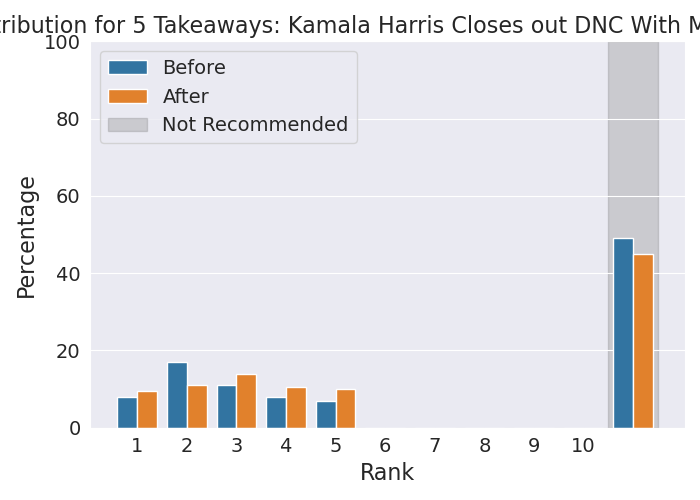 tribution for 5 Takeaways: Kamala Harris Closes out DNC With M
100
80
60
40
20
0
Percentage
Before
After
Not Recommended
1 2 3 4 5 6 7 8 9 10
Rank